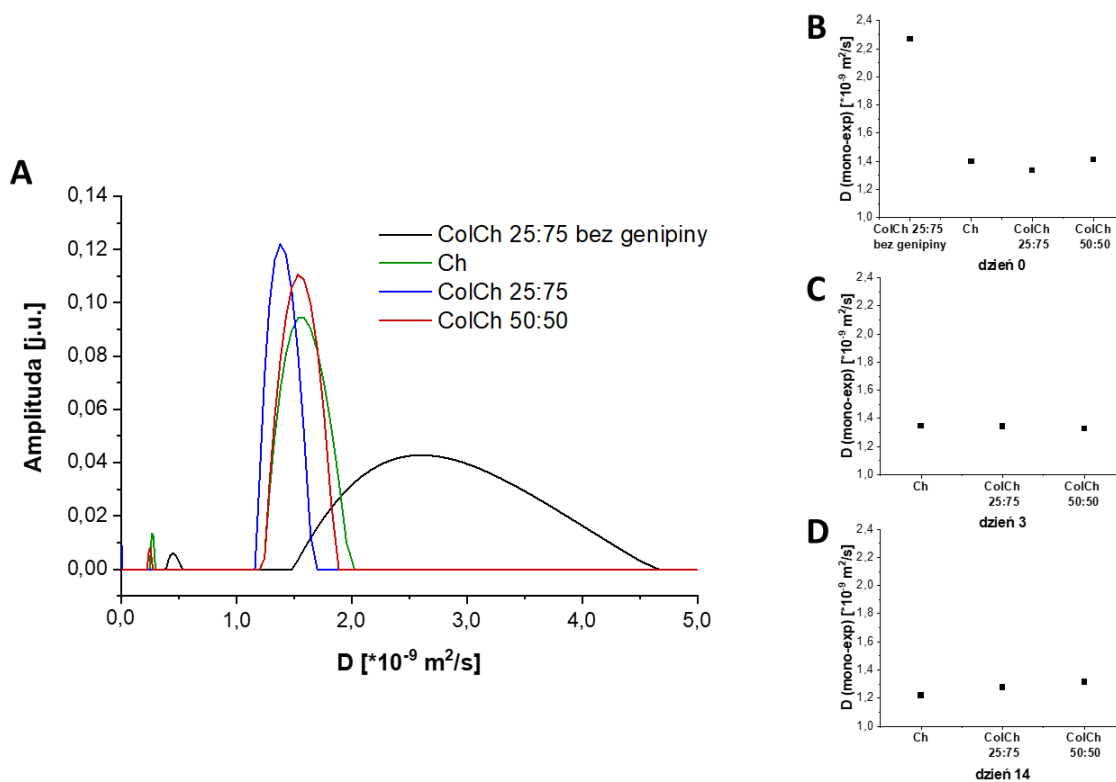 A
0,14
0,12
0,10
0,08
0,06
0,04
0,02
0,00
Amplituda [j.u.]
0,0 1,0 2,0 3,0 4,0 5,0
D [*10⁻⁹ m²/s]
ColCh 25:75 bez genipiny
Ch
ColCh 25:75
ColCh 50:50
B
2,4
2,2
2,0
1,8
1,6
1,4
1,2
1,0
D (mono-exp) [*10⁻⁹ m²/s]
ColCh 25:75 Ch ColCh ColCh
bez genipiny 25:75 50:50
dzień 0
C
2,4
2,2
2,0
1,8
1,6
1,4
1,2
1,0
D (mono-exp) [*10⁻⁹ m²/s]
Ch ColCh ColCh
25:75 50:50
dzień 3
D
2,4
2,2
2,0
1,8
1,6
1,4
1,2
1,0
D (mono-exp) [*10⁻⁹ m²/s]
Ch ColCh ColCh
25:75 50:50
dzień 14